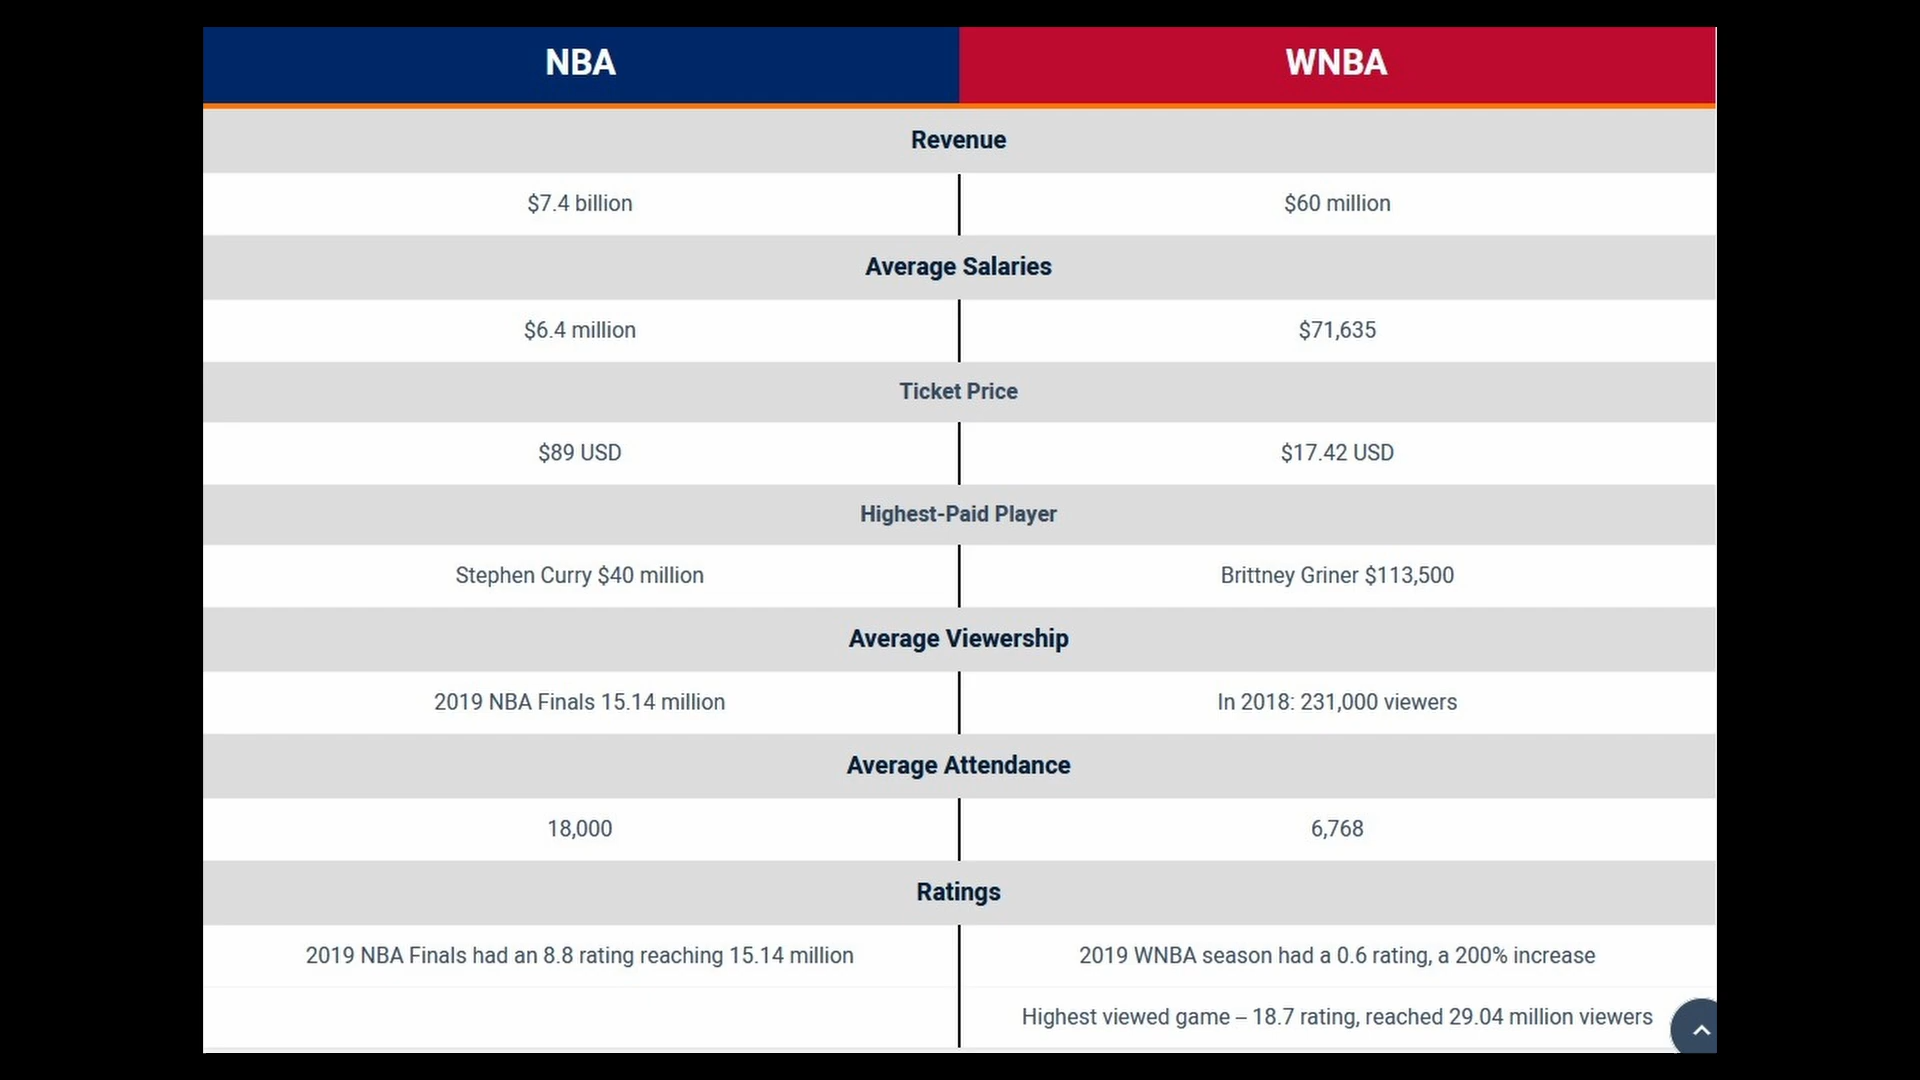 NBA
WNBA
Revenue
$7.4 billion
$60 million
Average Salaries
$6.4 million
$71,635
Ticket Price
$89 USD
$17.42 USD
Highest-Paid Player
Stephen Curry $40 million
Brittney Griner $113,500
Average Viewership
2019 NBA Finals 15.14 million
In 2018: 231,000 viewers
Average Attendance
18,000
6,768
Ratings
2019 NBA Finals had an 8.8 rating reaching 15.14 million
2019 WNBA season had a 0.6 rating, a 200% increase
Highest viewed game – 18.7 rating, reached 29.04 million viewers